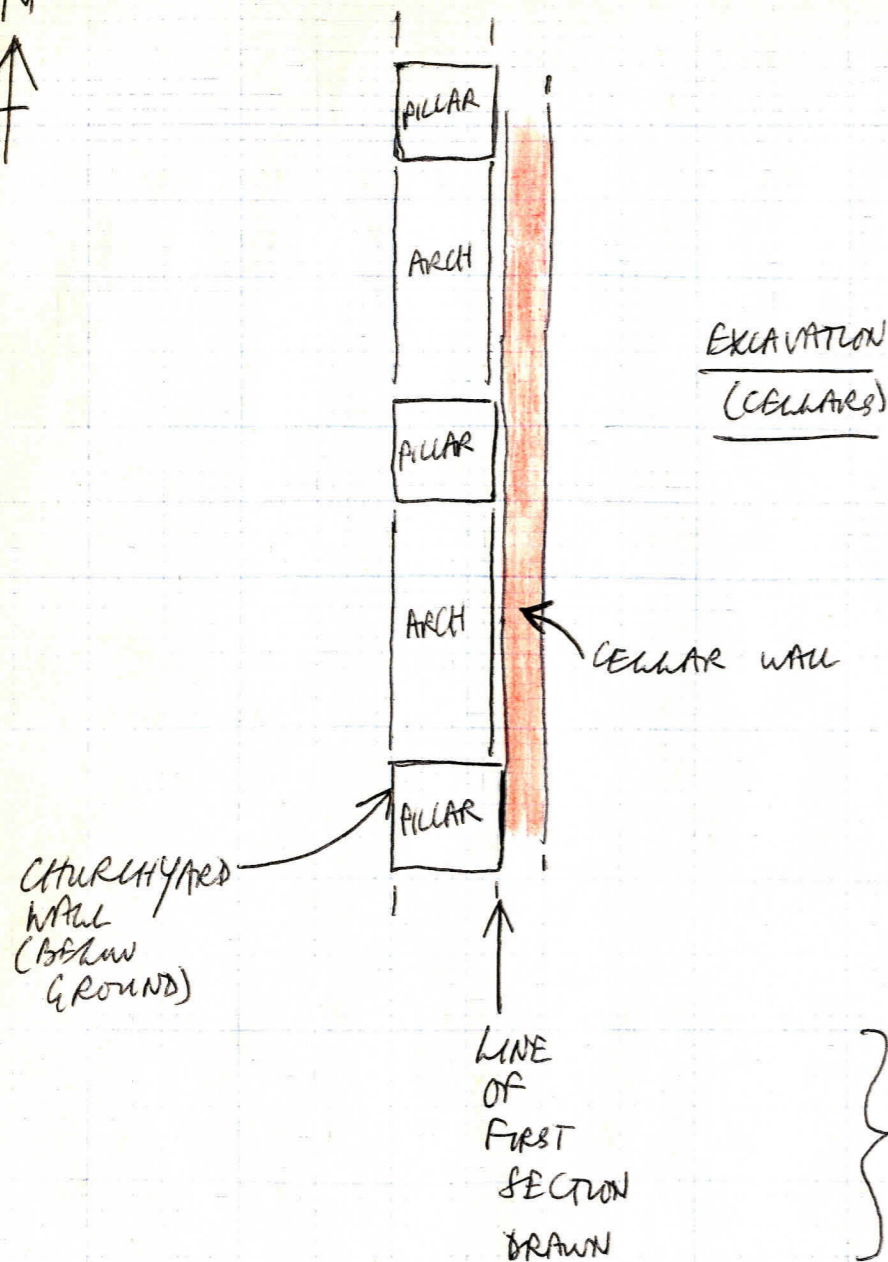 N
PILLAR
ARCH
EXCAVATION
(CELLARS)
PILLAR
ARCH
CELLAR WALL
PILLAR
CHURCHYARD
WALL
(BELOW
GROUND)
LINE
OF
FIRST
SECTION
DRAWN